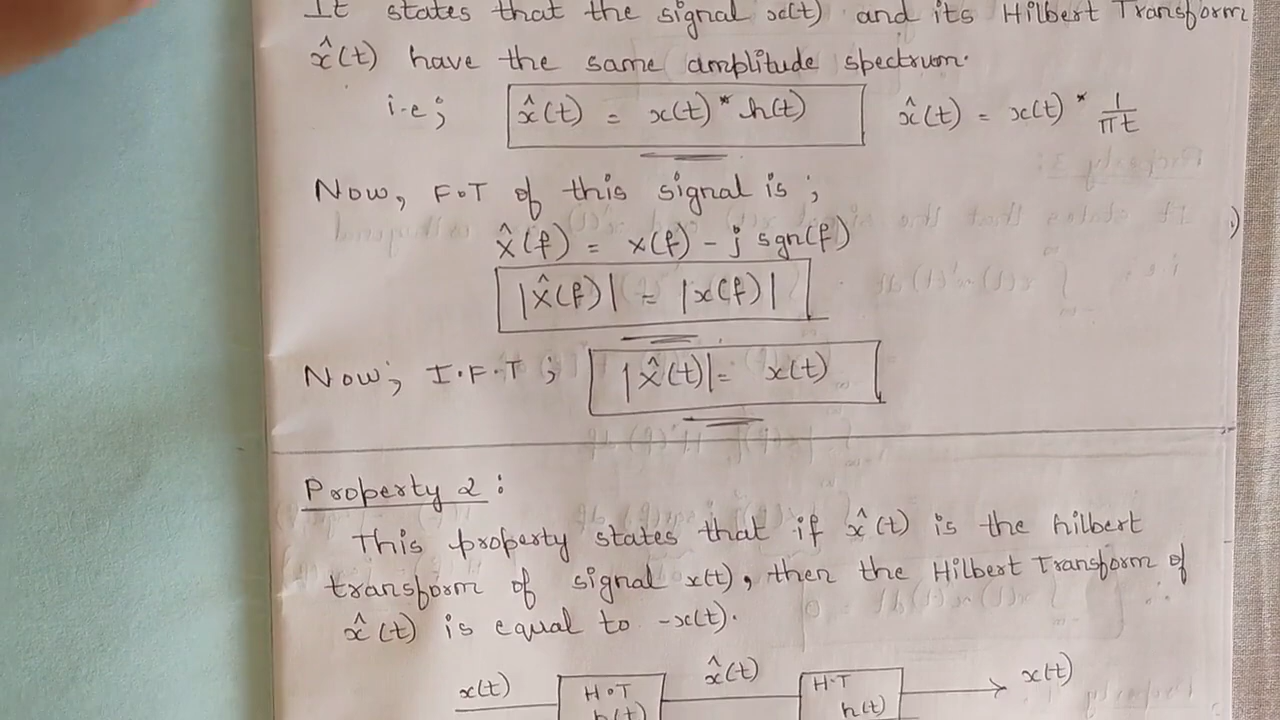 It states that the signal x(t) and its Hilbert Transform
x̂(t) have the same amplitude spectrum.
i.e; x̂(t) = x(t) * h(t) x̂(t) = x(t) * 1/πt
Now, F.T of this signal is;
X̂(f) = x(f) - j sgn(f)
|X̂(f)| = |x(f)|
Now; I.F.T; |X̂(t)| = x(t)
Property 2:
This property states that if x̂(t) is the hilbert
transform of signal x(t), then the Hilbert Transform of
x̂(t) is equal to -x(t).
x(t) H.T h(t) x̂(t) H.T h(t) x(t)